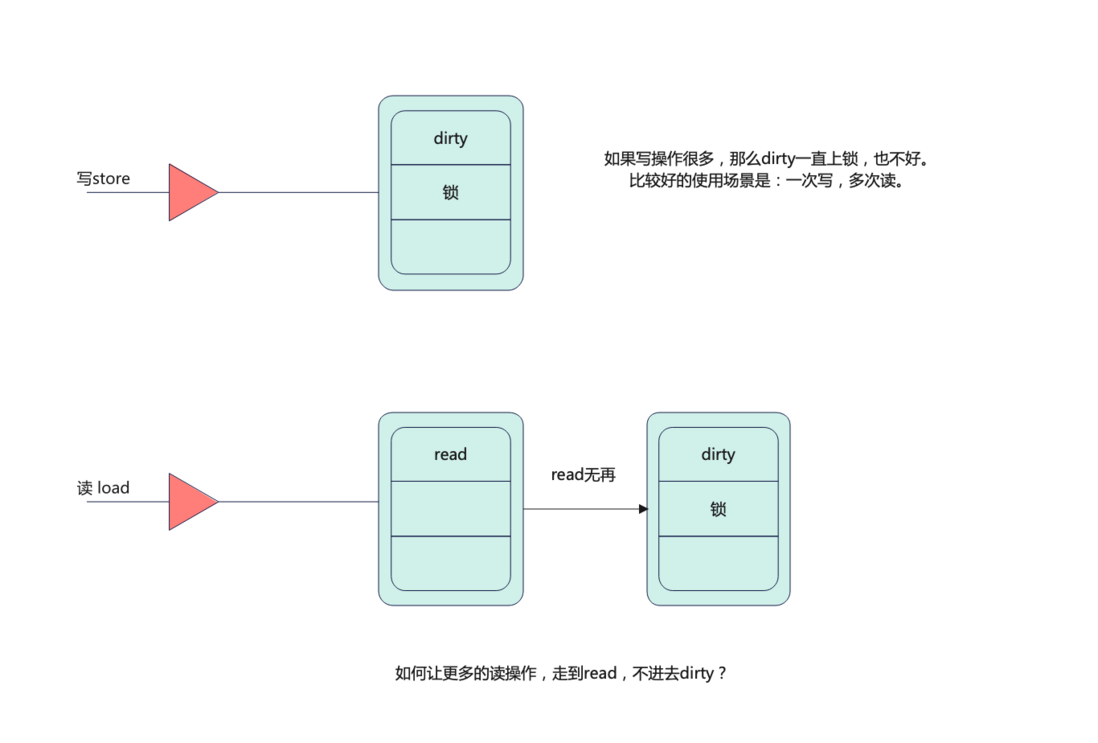 dirty
写store
锁
如果写操作很多，那么dirty一直上锁，也不好。
比较好的使用场景是：一次写，多次读。
read
dirty
read无再
读 load
锁
如何让更多的读操作，走到read，不进去dirty？